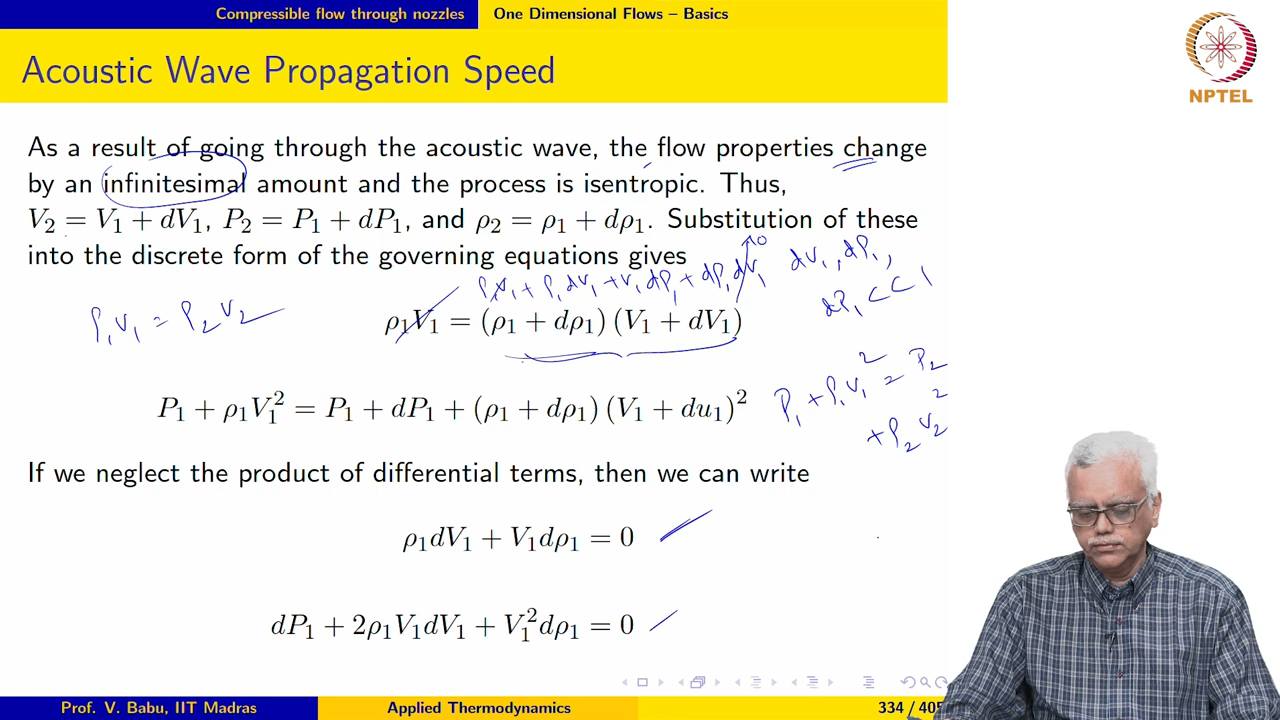 Compressible flow through nozzles One Dimensional Flows – Basics
Acoustic Wave Propagation Speed
NPTEL
As a result of going through the acoustic wave, the flow properties change
by an infinitesimal amount and the process is isentropic. Thus,
V₂ = V₁ + dV₁, P₂ = P₁ + dP₁, and ρ₂ = ρ₁ + dρ₁. Substitution of these
into the discrete form of the governing equations gives
ρ₁V₁ + ρ₁dV₁ + V₁dρ₁ + dρ₁dV₁ → 0
dV₁, dP₁,
dρ₁ << 1
ρ₁V₁ = ρ₂V₂
ρ₁V₁ = (ρ₁ + dρ₁) (V₁ + dV₁)
P₁ + ρ₁V₁² = P₁ + dP₁ + (ρ₁ + dρ₁) (V₁ + du₁)²
P₁ + ρ₁V₁² = P₂
+ ρ₂V₂²
If we neglect the product of differential terms, then we can write
ρ₁dV₁ + V₁dρ₁ = 0
dP₁ + 2ρ₁V₁dV₁ + V₁²dρ₁ = 0
Prof. V. Babu, IIT Madras Applied Thermodynamics 334 / 405